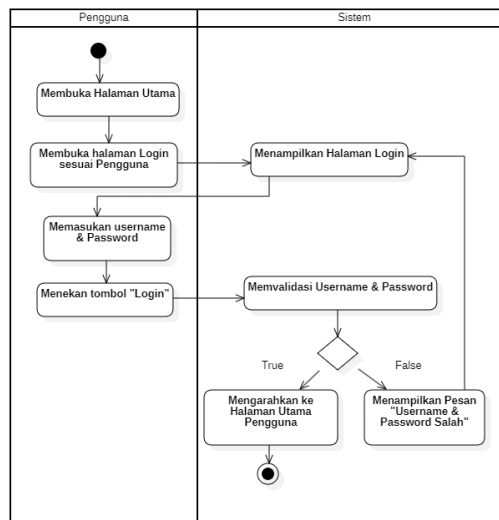 Pengguna
Sistem
Membuka Halaman Utama
Membuka halaman Login
sesuai Pengguna
Menampilkan Halaman Login
Memasukan username
& Password
Menekan tombol "Login"
Memvalidasi Username & Password
True
False
Mengarahkan ke
Halaman Utama
Pengguna
Menampilkan Pesan
"Username &
Password Salah"